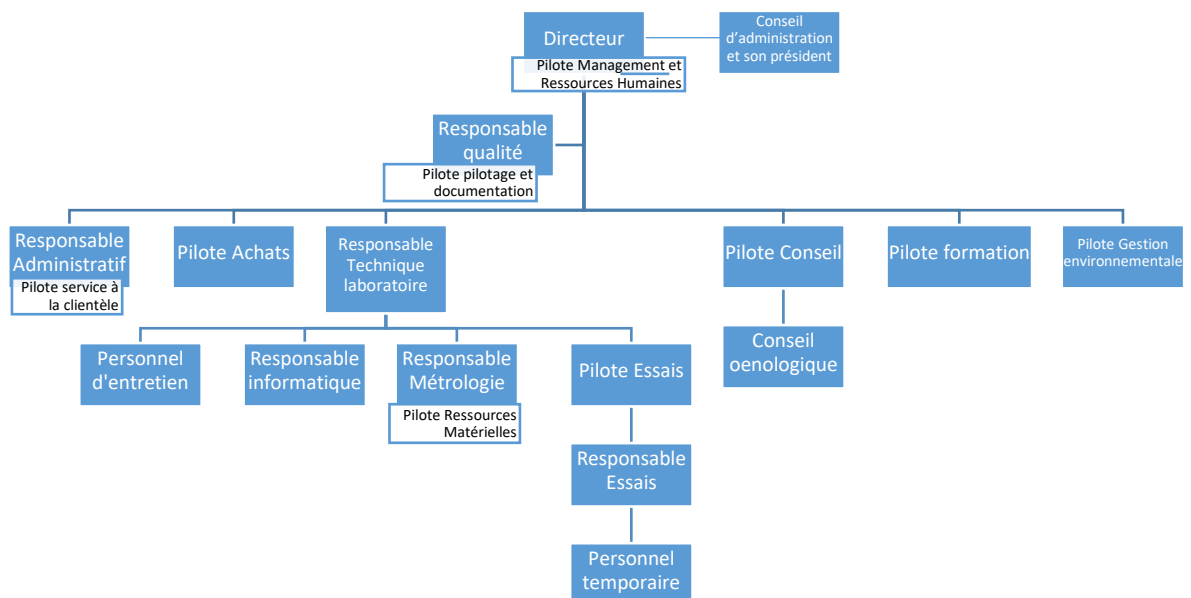 Directeur
Pilote Management et
Ressources Humaines
Conseil
d'administration
et son président
Responsable
qualité
Pilote pilotage et
documentation
Responsable
Administratif
Pilote service à
la clientèle
Pilote Achats
Responsable
Technique
laboratoire
Pilote Conseil
Pilote formation
Pilote Gestion
environnementale
Personnel
d'entretien
Responsable
informatique
Responsable
Métrologie
Pilote Ressources
Matérielles
Pilote Essais
Conseil
oenologique
Responsable
Essais
Personnel
temporaire